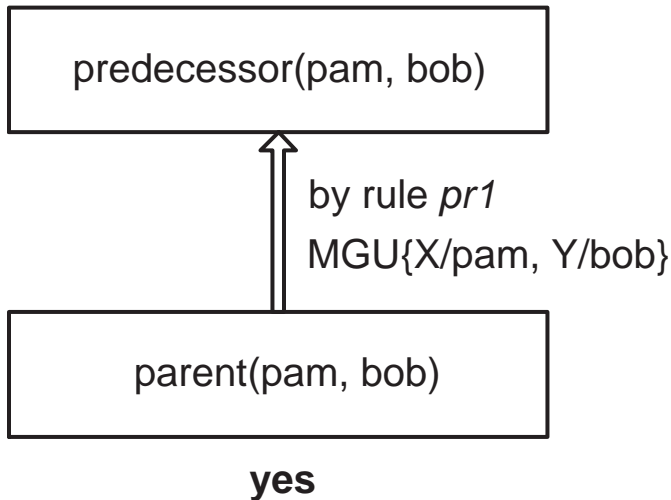 predecessor(pam, bob)
by rule pr1
MGU{X/pam, Y/bob}
parent(pam, bob)
yes